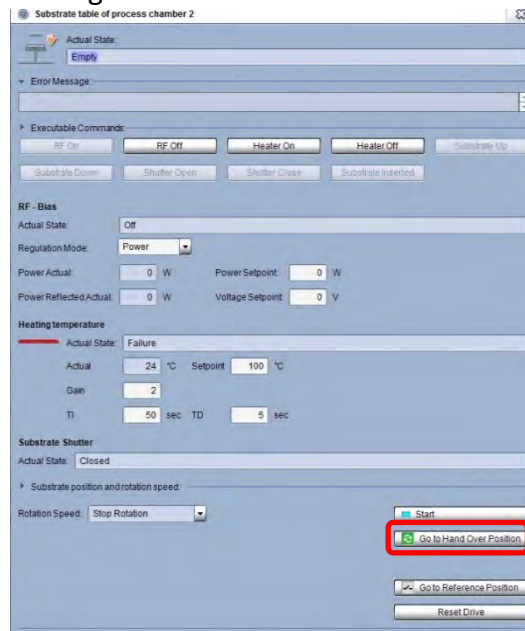 Substrate table of process chamber 2
Actual State:
Empty
Error Message:
Executable Commands:
RF On RF Off Heater On Heater Off Substrate Up
Substrate Down Shutter Open Shutter Close Substrate Inserted
RF - Bias
Actual State: Off
Regulation Mode: Power
Power Actual: 0 W Power Setpoint: 0 W
Power Reflected Actual: 0 W Voltage Setpoint: 0 V
Heating temperature
Actual State: Failure
Actual 24 °C Setpoint 100 °C
Gain 2
TI 50 sec TD 5 sec
Substrate Shutter
Actual State: Closed
Substrate position and rotation speed:
Rotation Speed: Stop Rotation Start
Go to Hand Over Position
Go to Reference Position
Reset Drive